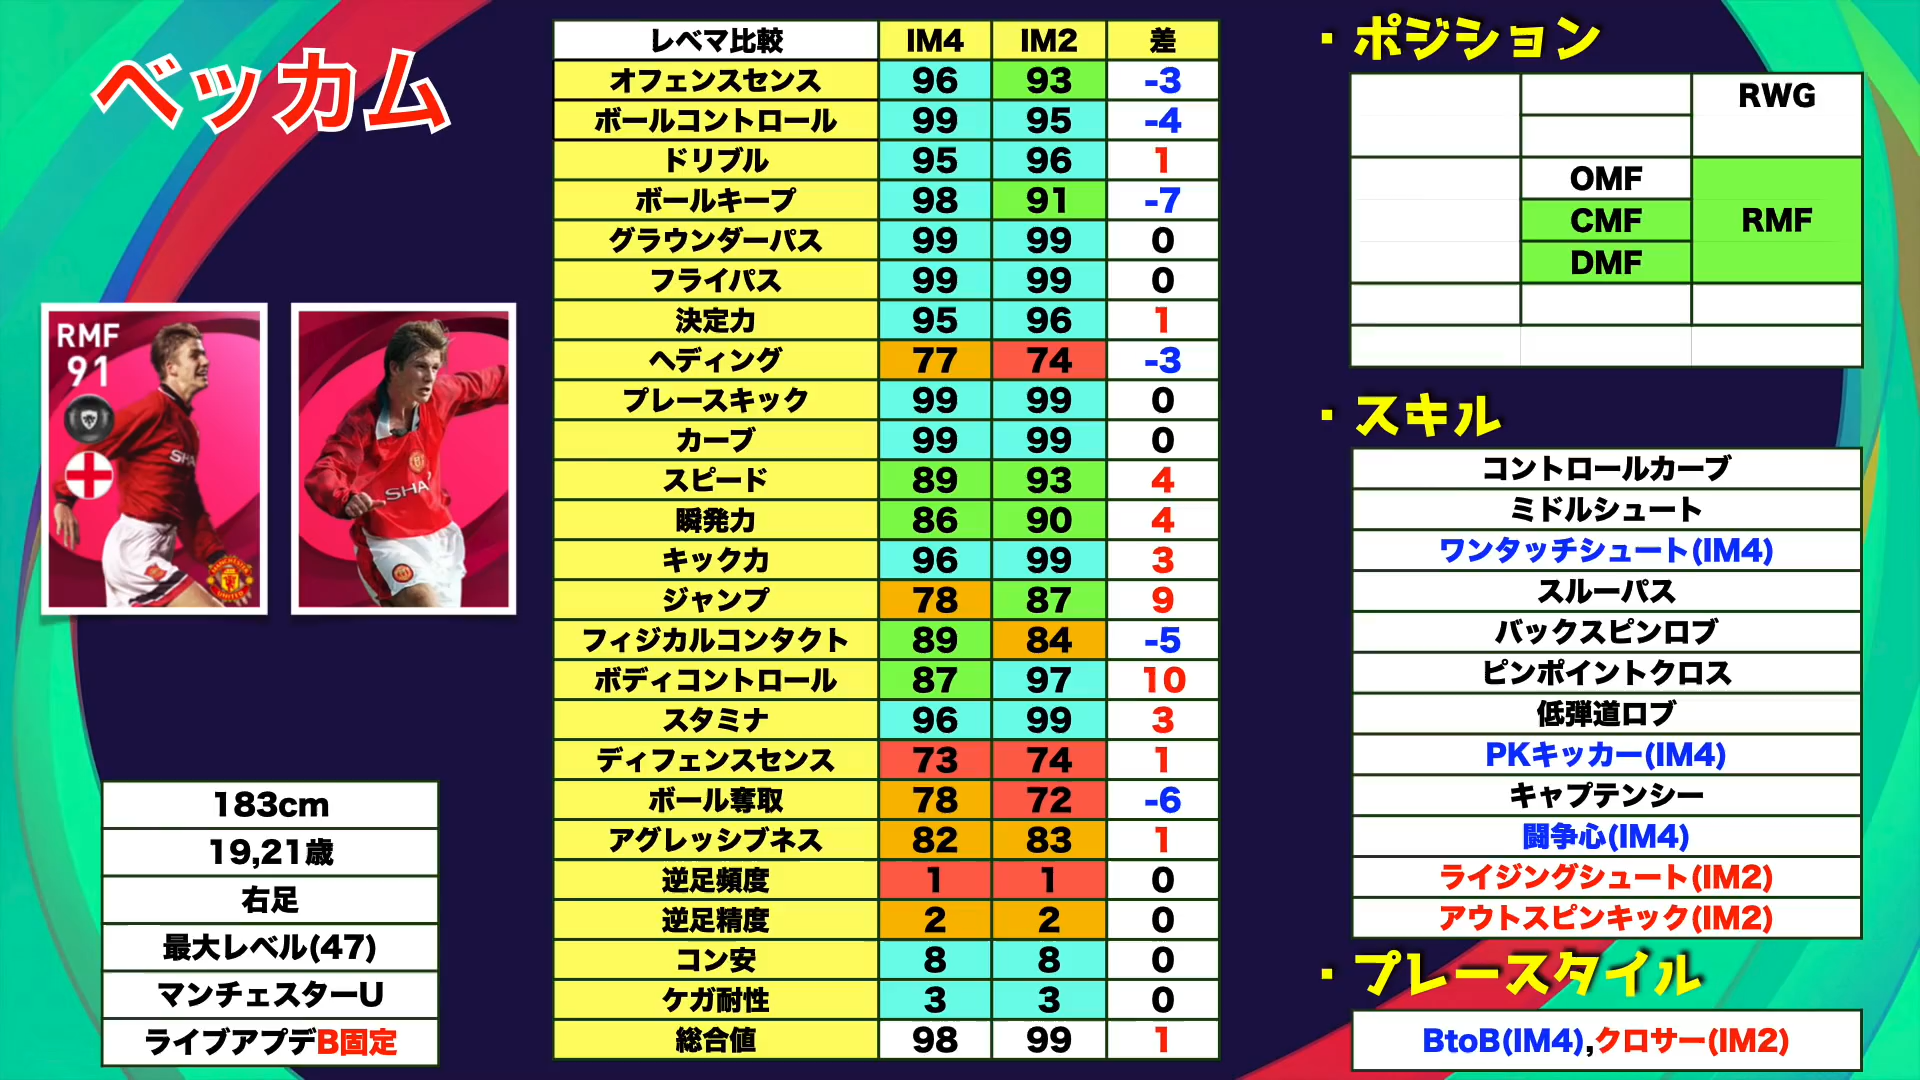 ベッカム
RMF
91
SHA
MANCHESTER
UNITED
SHA
183cm
19,21歳
右足
最大レベル(47)
マンチェスターU
ライブアプデB固定
レベマ比較 IM4 IM2 差
オフェンスセンス 96 93 -3
ボールコントロール 99 95 -4
ドリブル 95 96 1
ボールキープ 98 91 -7
グラウンダーパス 99 99 0
フライパス 99 99 0
決定力 95 96 1
ヘディング 77 74 -3
プレースキック 99 99 0
カーブ 99 99 0
スピード 89 93 4
瞬発力 86 90 4
キック力 96 99 3
ジャンプ 78 87 9
フィジカルコンタクト 89 84 -5
ボディコントロール 87 97 10
スタミナ 96 99 3
ディフェンスセンス 73 74 1
ボール奪取 78 72 -6
アグレッシブネス 82 83 1
逆足頻度 1 1 0
逆足精度 2 2 0
コン安 8 8 0
ケガ耐性 3 3 0
総合値 98 99 1
・ポジション
RWG
OMF
CMF RMF
DMF
・スキル
コントロールカーブ
ミドルシュート
ワンタッチシュート(IM4)
スルーパス
バックスピンロブ
ピンポイントクロス
低弾道ロブ
PKキッカー(IM4)
キャプテンシー
闘争心(IM4)
ライジングシュート(IM2)
アウトスピンキック(IM2)
・プレースタイル
BtoB(IM4),クロサー(IM2)